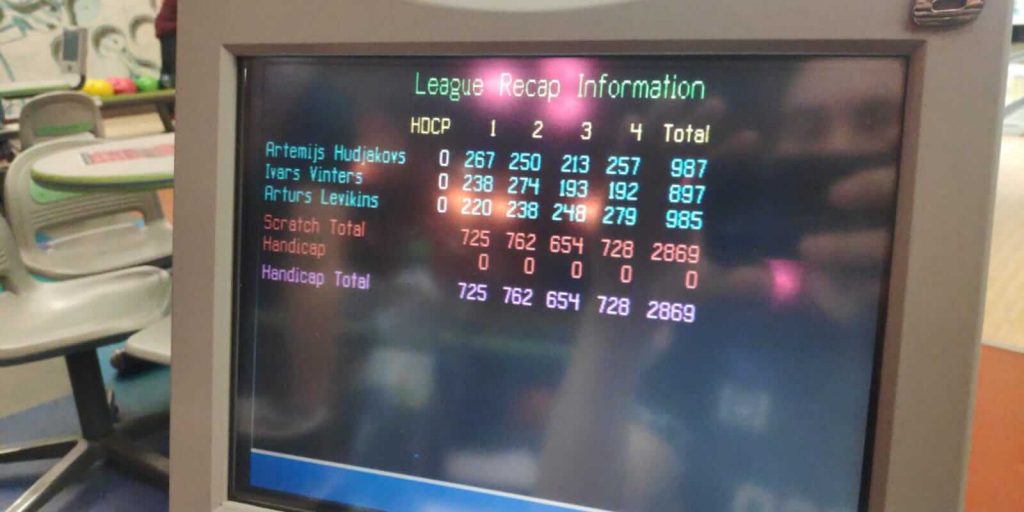 League Recap Information
HDCP 1 2 3 4 Total
Artemijs Hudjakovs 0 267 250 213 257 987
Ivars Vinters 0 238 274 193 192 897
Arturs Levikins 0 220 238 248 279 985
Scratch Total 725 762 654 728 2869
Handicap 0 0 0 0 0
Handicap Total 725 762 654 728 2869